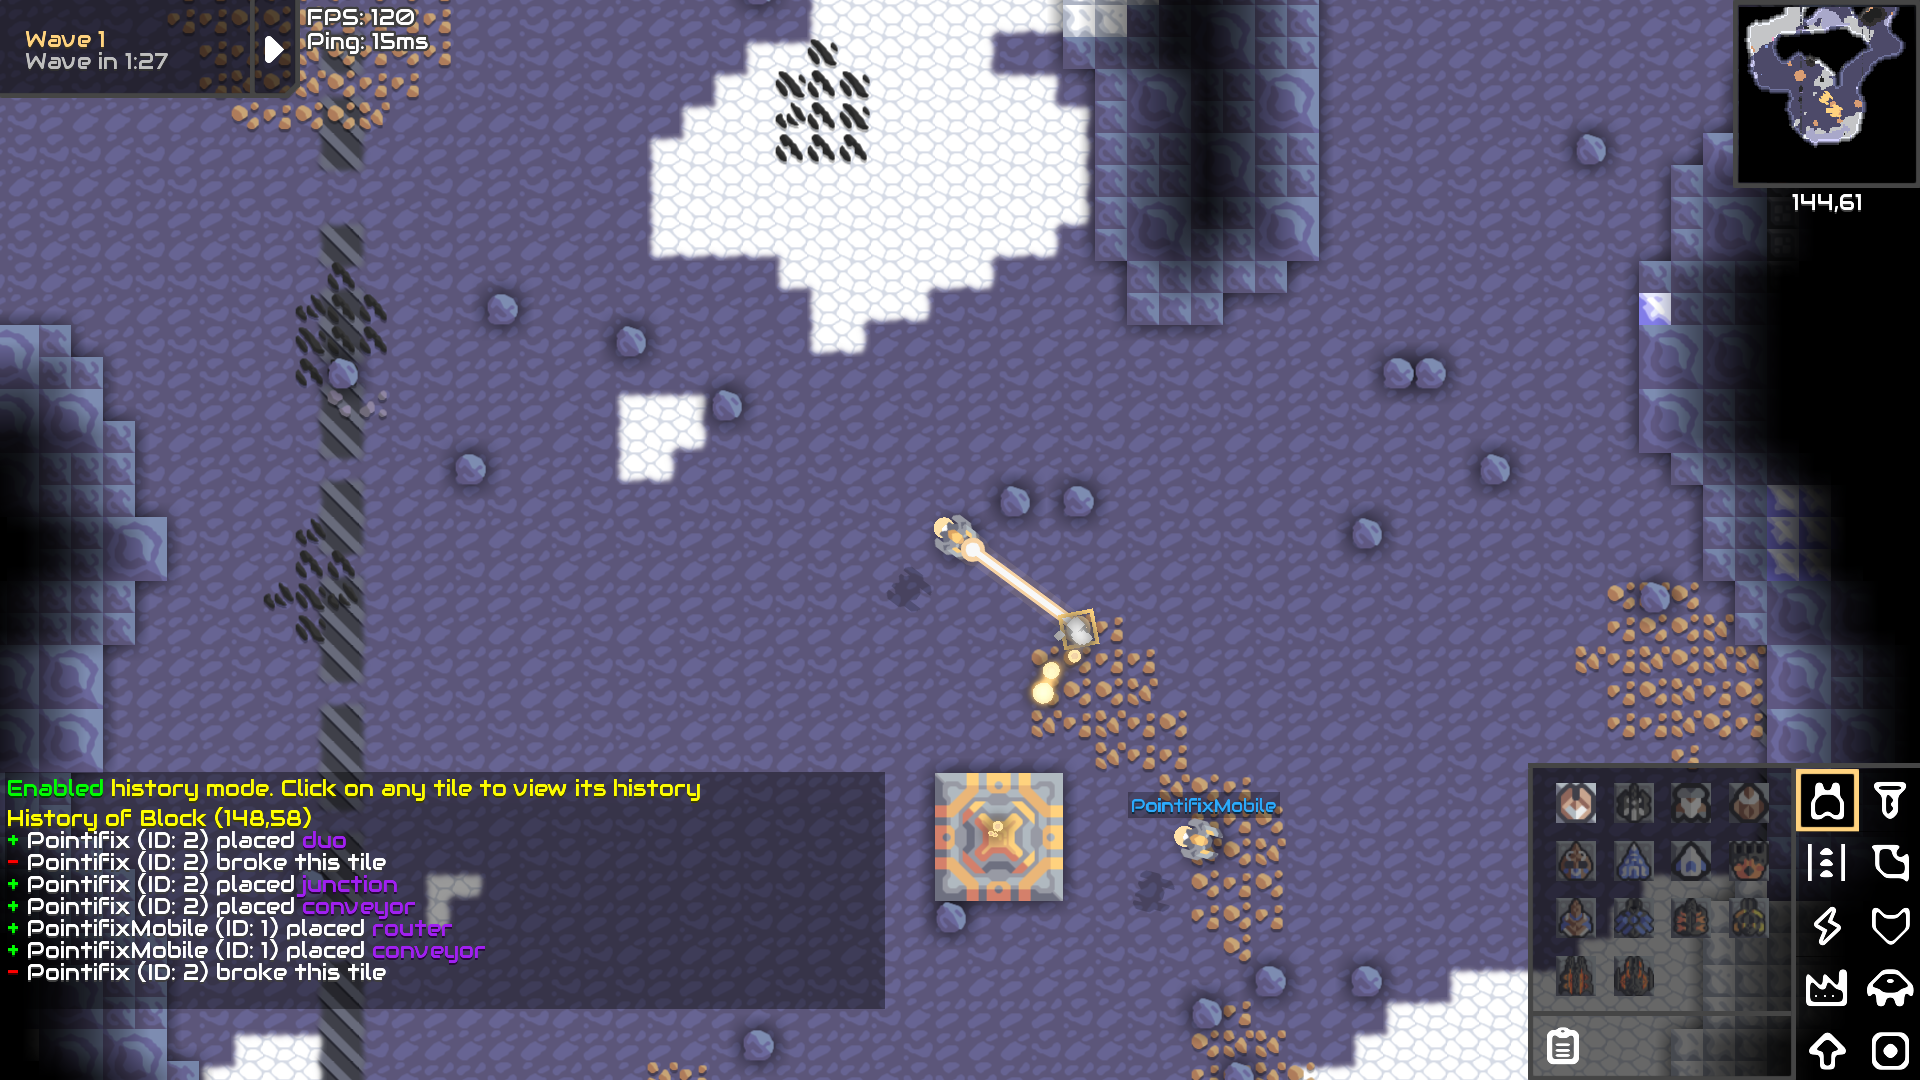 Wave 1
Wave in 1:27
FPS: 120
Ping: 15ms
144,61
PointifixMobile
Enabled history mode. Click on any tile to view its history
History of Block (148,58)
+ Pointifix (ID: 2) placed duo
- Pointifix (ID: 2) broke this tile
+ Pointifix (ID: 2) placed junction
+ Pointifix (ID: 2) placed conveyor
+ PointifixMobile (ID: 1) placed router
+ PointifixMobile (ID: 1) placed conveyor
- Pointifix (ID: 2) broke this tile